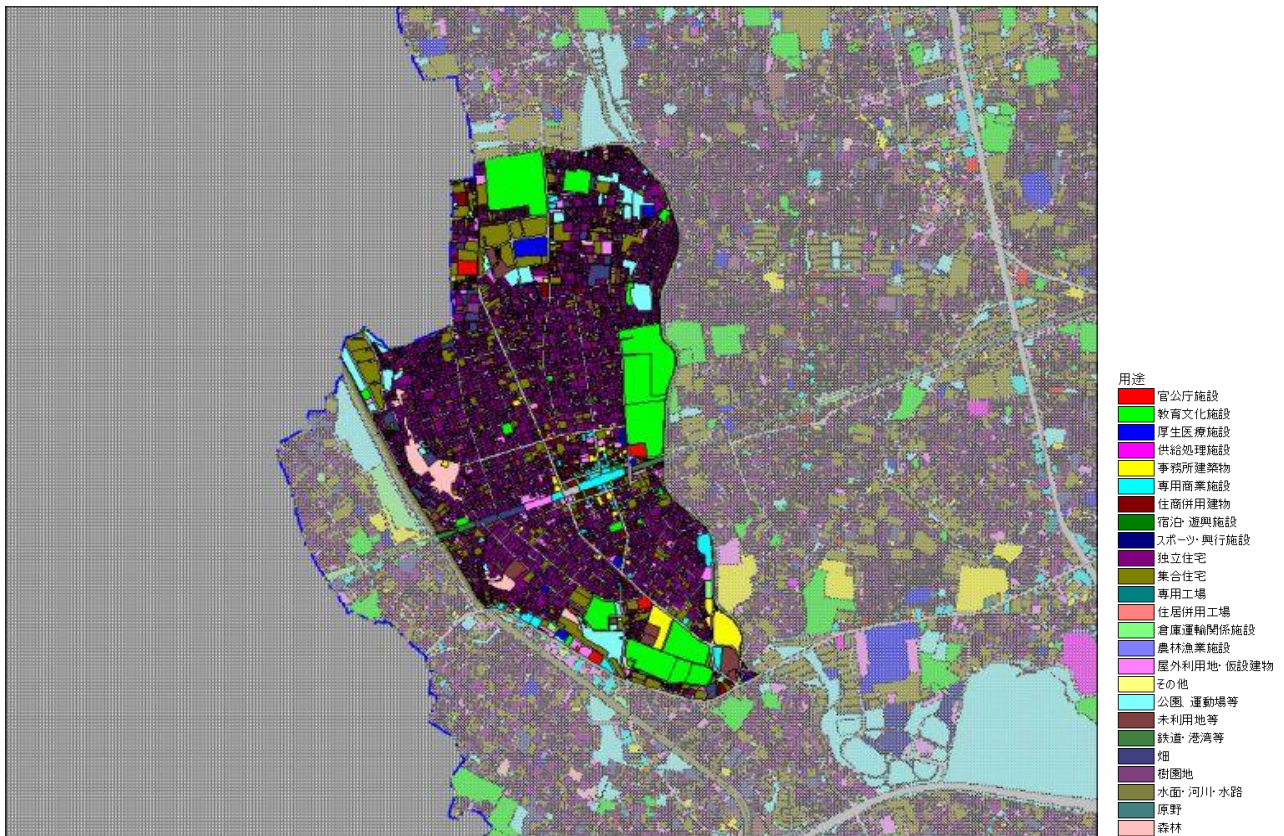 用途
官公庁施設
教育文化施設
厚生医療施設
供給処理施設
事務所建築物
専用商業施設
住商併用建物
宿泊・遊興施設
スポーツ・興行施設
独立住宅
集合住宅
専用工場
住居併用工場
倉庫運輸関係施設
農林漁業施設
屋外利用地・仮設建物
その他
公園、運動場等
未利用地等
鉄道・港湾等
畑
樹園地
水面・河川・水路
原野
森林